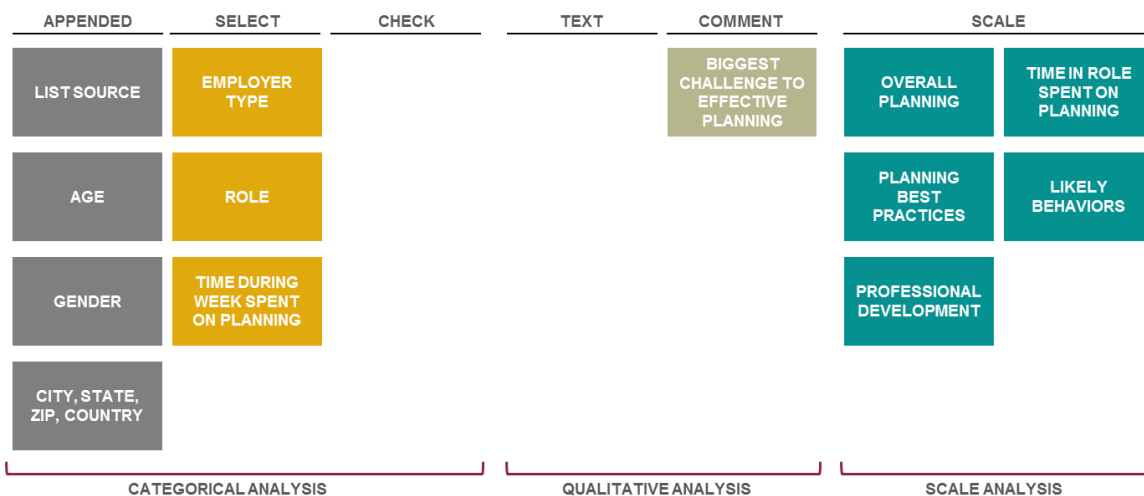 APPENDED
SELECT
CHECK
TEXT
COMMENT
SCALE
LIST SOURCE
EMPLOYER
TYPE
BIGGEST
CHALLENGE TO
EFFECTIVE
PLANNING
OVERALL
PLANNING
TIME IN ROLE
SPENT ON
PLANNING
AGE
ROLE
PLANNING
BEST
PRACTICES
LIKELY
BEHAVIORS
GENDER
TIME DURING
WEEK SPENT
ON PLANNING
PROFESSIONAL
DEVELOPMENT
CITY, STATE,
ZIP, COUNTRY
CATEGORICAL ANALYSIS
QUALITATIVE ANALYSIS
SCALE ANALYSIS